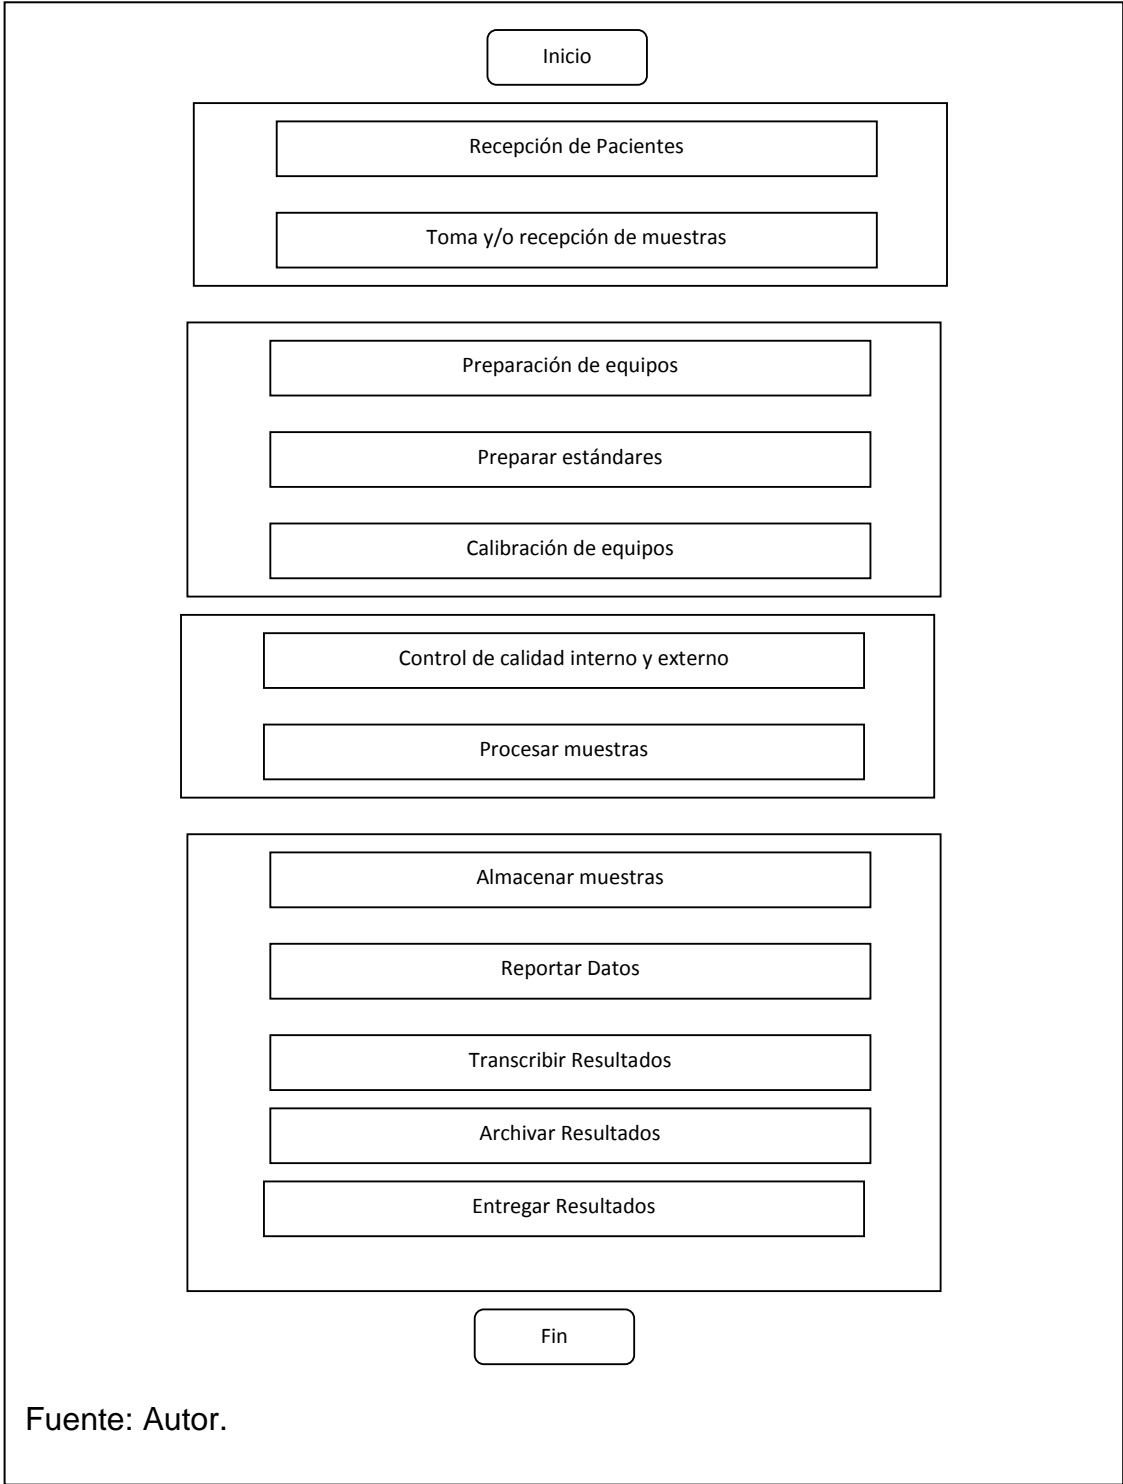 Inicio
Recepción de Pacientes
Toma y/o recepción de muestras
Preparación de equipos
Preparar estándares
Calibración de equipos
Control de calidad interno y externo
Procesar muestras
Almacenar muestras
Reportar Datos
Transcribir Resultados
Archivar Resultados
Entregar Resultados
Fin
Fuente: Autor.